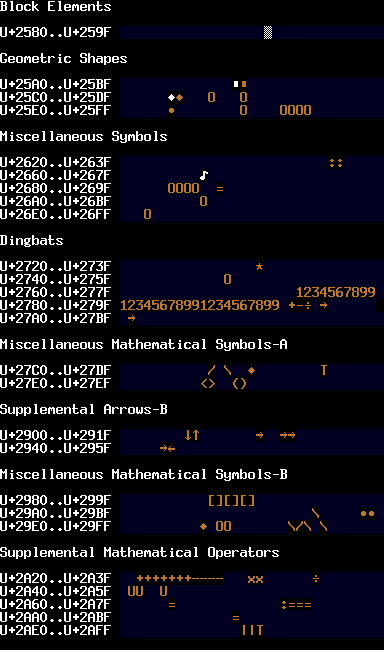 Block Elements
U+2580..U+259F ▒
Geometric Shapes
U+25A0..U+25BF ▮▮
U+25C0..U+25DF ◆◆ O O
U+25E0..U+25FF • O OOOO
Miscellaneous Symbols
U+2620..U+263F ::
U+2660..U+267F ♪
U+2680..U+269F OOOO =
U+26A0..U+26BF O
U+26E0..U+26FF O
Dingbats
U+2720..U+273F *
U+2740..U+275F O
U+2760..U+277F 1234567899
U+2780..U+279F 12345678991234567899 +-÷ →
U+27A0..U+27BF →
Miscellaneous Mathematical Symbols-A
U+27C0..U+27DF / \ ◆ T
U+27E0..U+27EF <> ()
Supplemental Arrows-B
U+2900..U+291F ↓↑ → →→
U+2940..U+295F →←
Miscellaneous Mathematical Symbols-B
U+2980..U+299F [][][]
U+29A0..U+29BF \ ••
U+29E0..U+29FF ◆ OO \/\ \
Supplemental Mathematical Operators
U+2A20..U+2A3F +++++++---- xx ÷
U+2A40..U+2A5F UU U
U+2A60..U+2A7F = :===
U+2AA0..U+2ABF =
U+2AE0..U+2AFF ||T